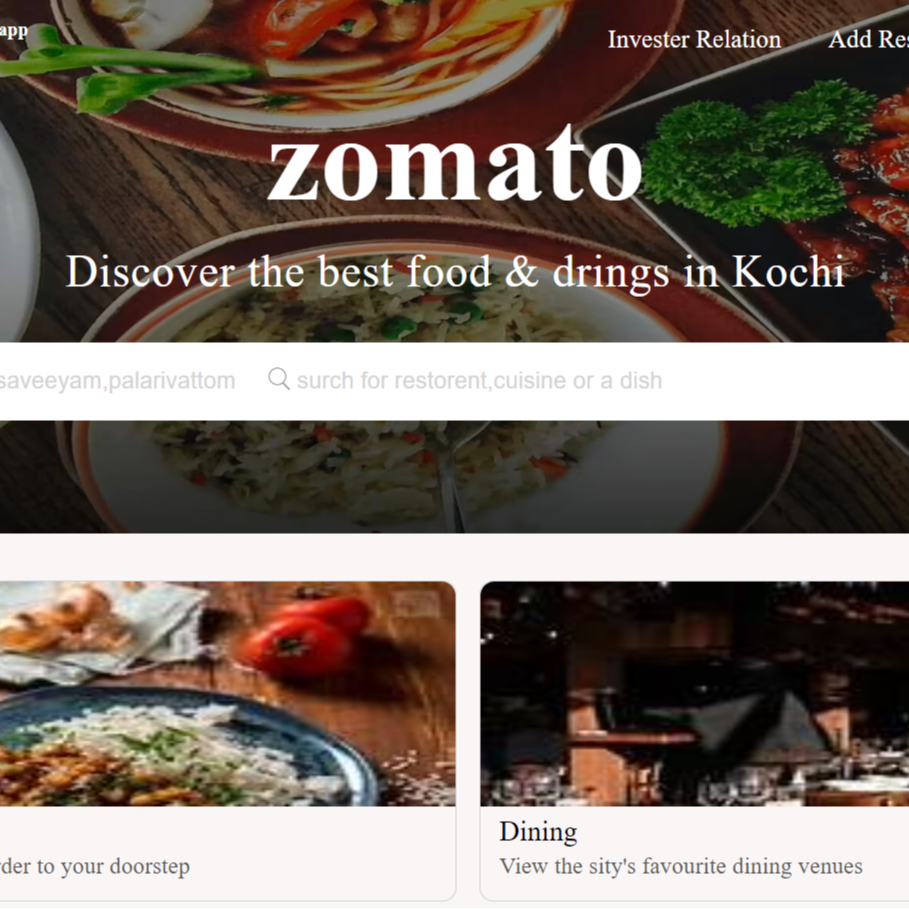 app
Invester Relation Add Res
zomato
Discover the best food & drings in Kochi
saveeyam,palarivattom surch for restorent,cuisine or a dish
Dining
der to your doorstep
View the sity's favourite dining venues